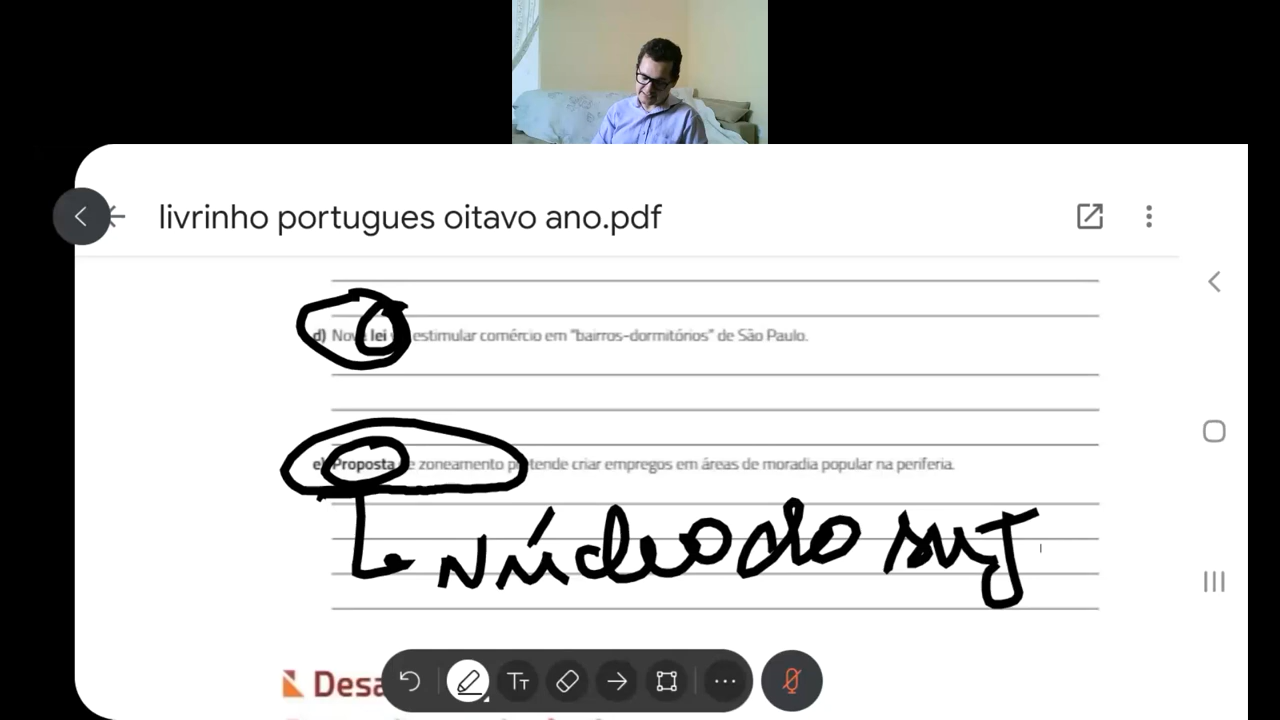 livrinho portugues oitavo ano.pdf
d) Nova lei estimular comércio em "bairros-dormitórios" de São Paulo.
e) Proposta de zoneamento pretende criar empregos em áreas de moradia popular na periferia.
Núcleo do suj
Desa
Tт